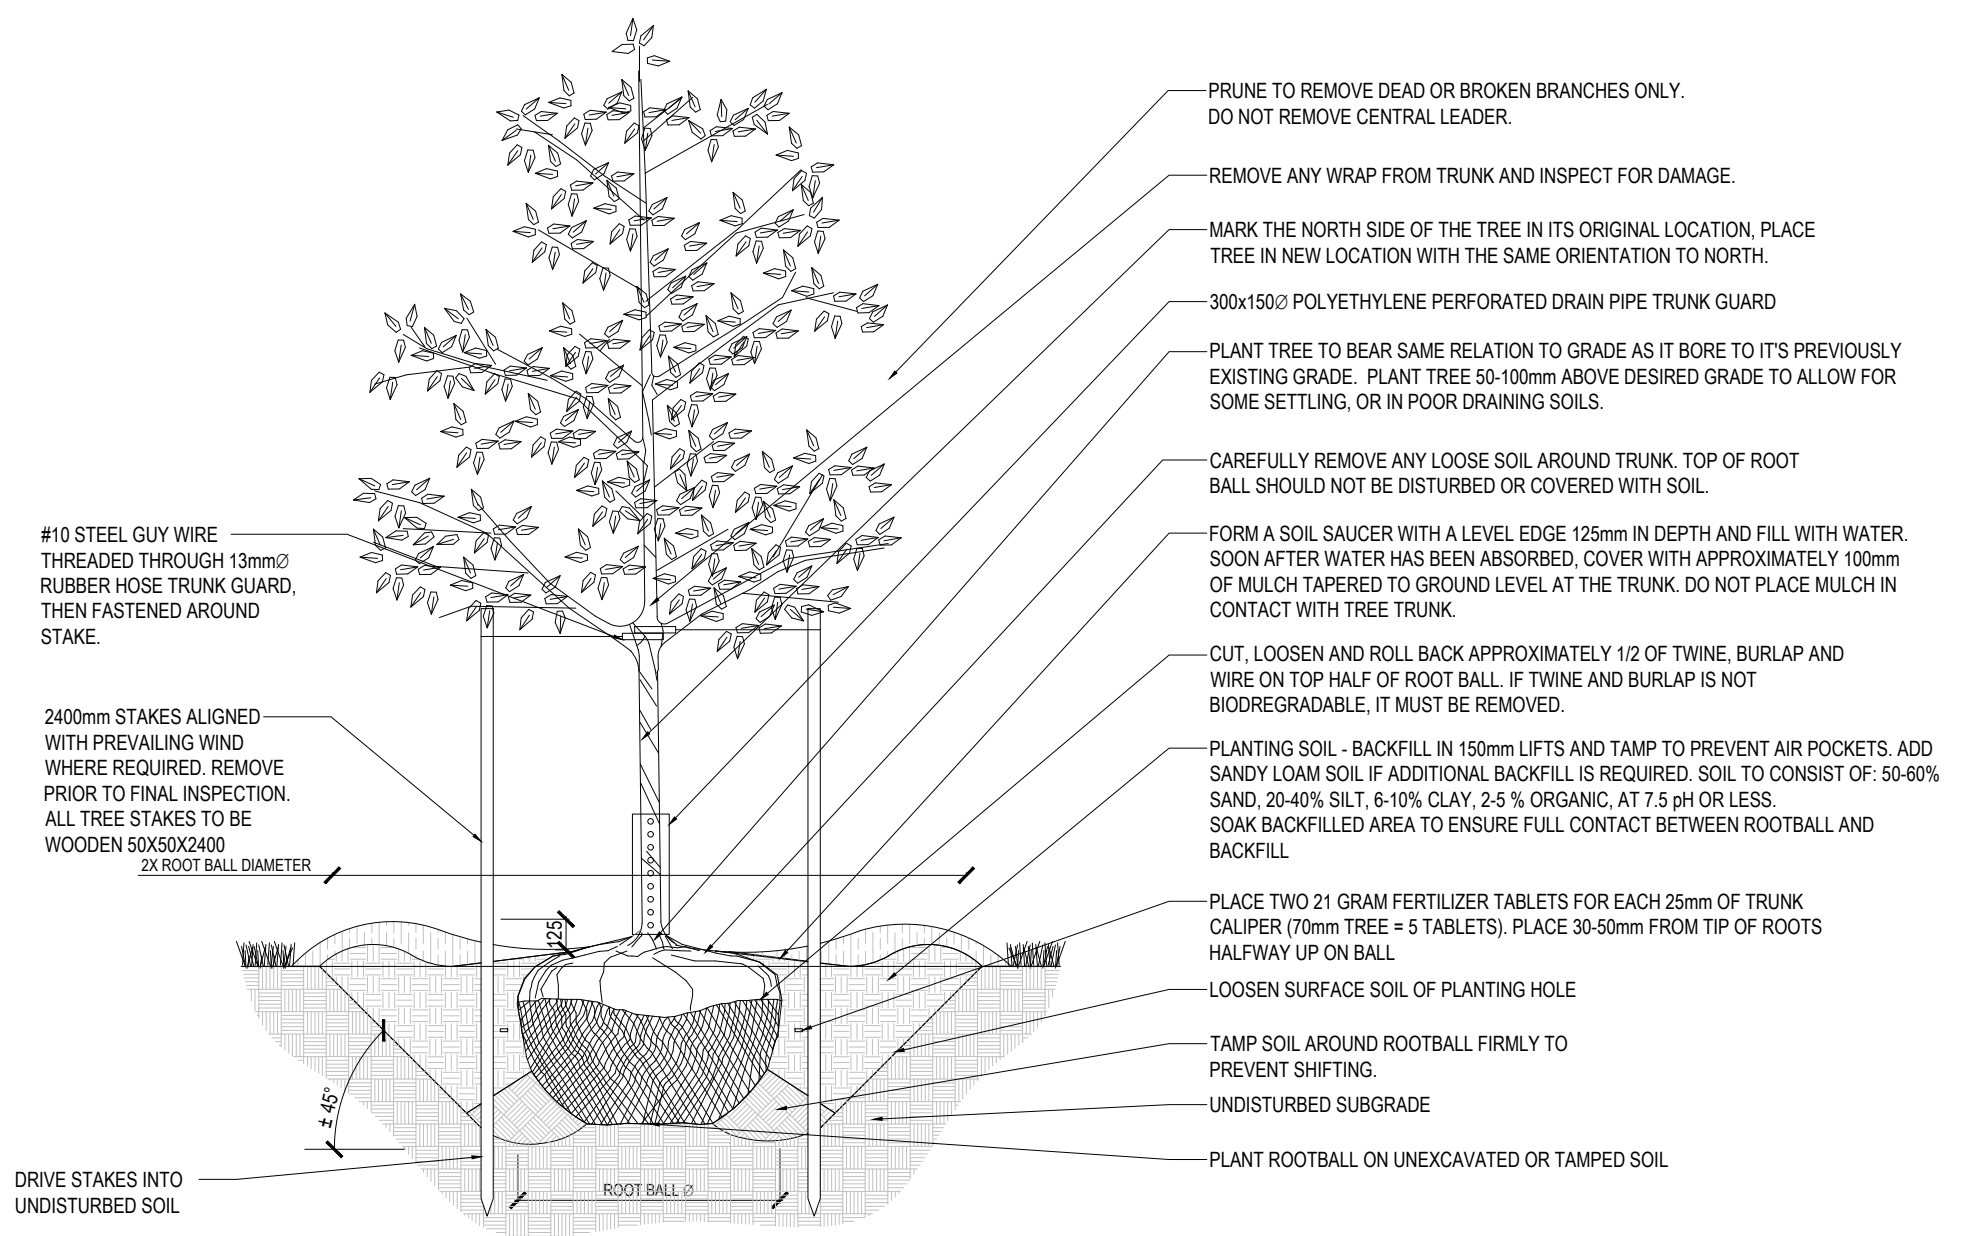 PRUNE TO REMOVE DEAD OR BROKEN BRANCHES ONLY.
DO NOT REMOVE CENTRAL LEADER.
REMOVE ANY WRAP FROM TRUNK AND INSPECT FOR DAMAGE.
MARK THE NORTH SIDE OF THE TREE IN ITS ORIGINAL LOCATION, PLACE
TREE IN NEW LOCATION WITH THE SAME ORIENTATION TO NORTH.
300x150∅ POLYETHYLENE PERFORATED DRAIN PIPE TRUNK GUARD
PLANT TREE TO BEAR SAME RELATION TO GRADE AS IT BORE TO IT'S PREVIOUSLY
EXISTING GRADE. PLANT TREE 50-100mm ABOVE DESIRED GRADE TO ALLOW FOR
SOME SETTLING, OR IN POOR DRAINING SOILS.
CAREFULLY REMOVE ANY LOOSE SOIL AROUND TRUNK. TOP OF ROOT
BALL SHOULD NOT BE DISTURBED OR COVERED WITH SOIL.
FORM A SOIL SAUCER WITH A LEVEL EDGE 125mm IN DEPTH AND FILL WITH WATER.
SOON AFTER WATER HAS BEEN ABSORBED, COVER WITH APPROXIMATELY 100mm
OF MULCH TAPERED TO GROUND LEVEL AT THE TRUNK. DO NOT PLACE MULCH IN
CONTACT WITH TREE TRUNK.
CUT, LOOSEN AND ROLL BACK APPROXIMATELY 1/2 OF TWINE, BURLAP AND
WIRE ON TOP HALF OF ROOT BALL. IF TWINE AND BURLAP IS NOT
BIODREGRADABLE, IT MUST BE REMOVED.
PLANTING SOIL - BACKFILL IN 150mm LIFTS AND TAMP TO PREVENT AIR POCKETS. ADD
SANDY LOAM SOIL IF ADDITIONAL BACKFILL IS REQUIRED. SOIL TO CONSIST OF: 50-60%
SAND, 20-40% SILT, 6-10% CLAY, 2-5 % ORGANIC, AT 7.5 pH OR LESS.
SOAK BACKFILLED AREA TO ENSURE FULL CONTACT BETWEEN ROOTBALL AND
BACKFILL
PLACE TWO 21 GRAM FERTILIZER TABLETS FOR EACH 25mm OF TRUNK
CALIPER (70mm TREE = 5 TABLETS). PLACE 30-50mm FROM TIP OF ROOTS
HALFWAY UP ON BALL
LOOSEN SURFACE SOIL OF PLANTING HOLE
TAMP SOIL AROUND ROOTBALL FIRMLY TO
PREVENT SHIFTING.
UNDISTURBED SUBGRADE
PLANT ROOTBALL ON UNEXCAVATED OR TAMPED SOIL
#10 STEEL GUY WIRE
THREADED THROUGH 13mm∅
RUBBER HOSE TRUNK GUARD,
THEN FASTENED AROUND
STAKE.
2400mm STAKES ALIGNED
WITH PREVAILING WIND
WHERE REQUIRED. REMOVE
PRIOR TO FINAL INSPECTION.
ALL TREE STAKES TO BE
WOODEN 50X50X2400
2X ROOT BALL DIAMETER
125
± 45°
DRIVE STAKES INTO
UNDISTURBED SOIL
ROOT BALL ∅